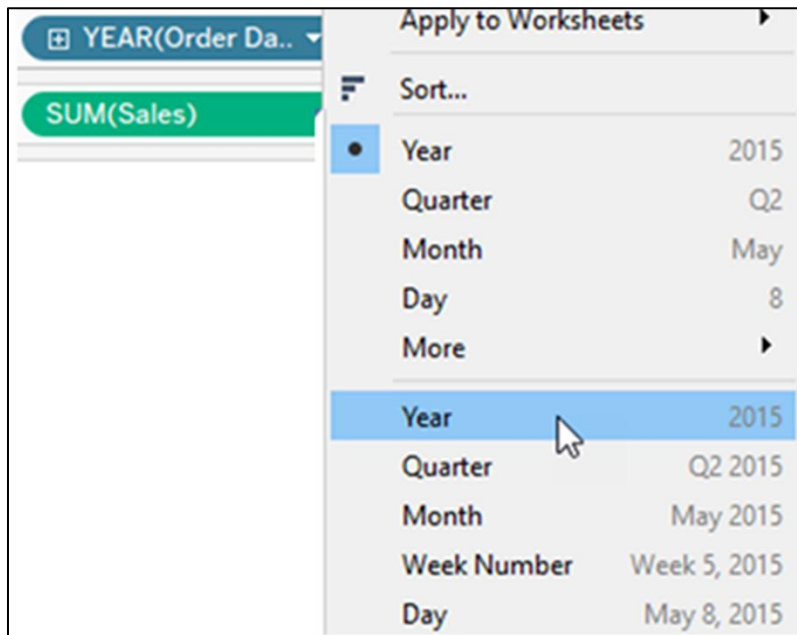 YEAR(Order Da..
SUM(Sales)
Apply to Worksheets
Sort...
Year 2015
Quarter Q2
Month May
Day 8
More
Year 2015
Quarter Q2 2015
Month May 2015
Week Number Week 5, 2015
Day May 8, 2015